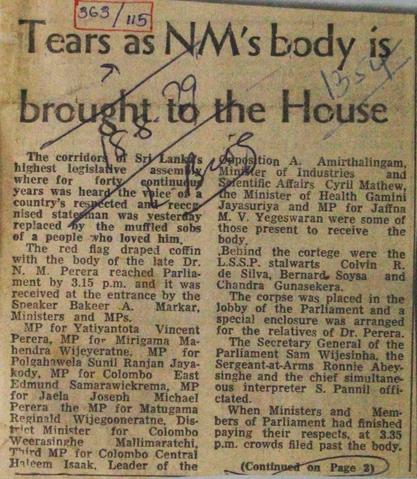 363/115
Tears as NM's body is
brought to the House
1354
The corridors of Sri Lanka's
highest legislative assembly
where for forty continuous
years was heard the voice of a
country's respected and recog-
nised statesman was yesterday
replaced by the muffled sobs
of a people who loved him.
The red flag draped coffin
with the body of the late Dr.
N. M. Perera reached Parlia-
ment by 3.15 p.m. and it was
received at the entrance by the
Speaker Bakeer A. Markar,
Ministers and MPs.
MP for Yatiyantota Vincent
Perera, MP for Mirigama Ma-
hendra Wijeyeratne, MP for
Polgahawela Sunil Ranjan Jaya-
kody, MP for Colombo East
Edmund Samarawickrema, MP
for Jaela Joseph Michael
Perera the MP for Matugama
Reginald Wijegooneratne, Dis-
trict Minister for Colombo
Weerasinghe Mallimaratchi,
Third MP for Colombo Central
Haleem Isaak, Leader of the
Opposition A. Amirthalingam,
Minister of Industries and
Scientific Affairs Cyril Mathew,
the Minister of Health Gamini
Jayasuriya and MP for Jaffna
M. V. Yegeswaran were some of
those present to receive the
body.
Behind the cortege were the
L.S.S.P. stalwarts Colvin R.
de Silva, Bernard Soysa and
Chandra Gunasekera.
The corpse was placed in the
lobby of the Parliament and a
special enclosure was arranged
for the relatives of Dr. Perera.
The Secretary General of the
Parliament Sam Wijesinha, the
Sergeant-at-Arms Ronnie Abey-
singhe and the chief simultane-
ous interpreter S. Pannil offi-
ciated.
When Ministers and Mem-
bers of Parliament had finished
paying their respects, at 3.35
p.m. crowds filed past the body.
(Continued on Page 2)